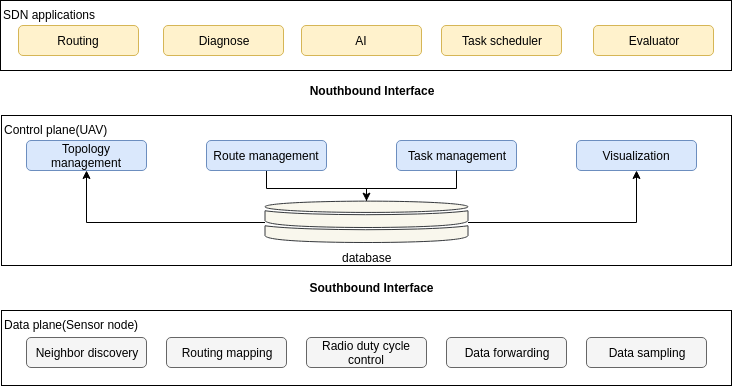 SDN applications
Routing
Diagnose
AI
Task scheduler
Evaluator
Nouthbound Interface
Control plane(UAV)
Topology
management
Route management
Task management
Visualization
database
Southbound Interface
Data plane(Sensor node)
Neighbor discovery
Routing mapping
Radio duty cycle
control
Data forwarding
Data sampling